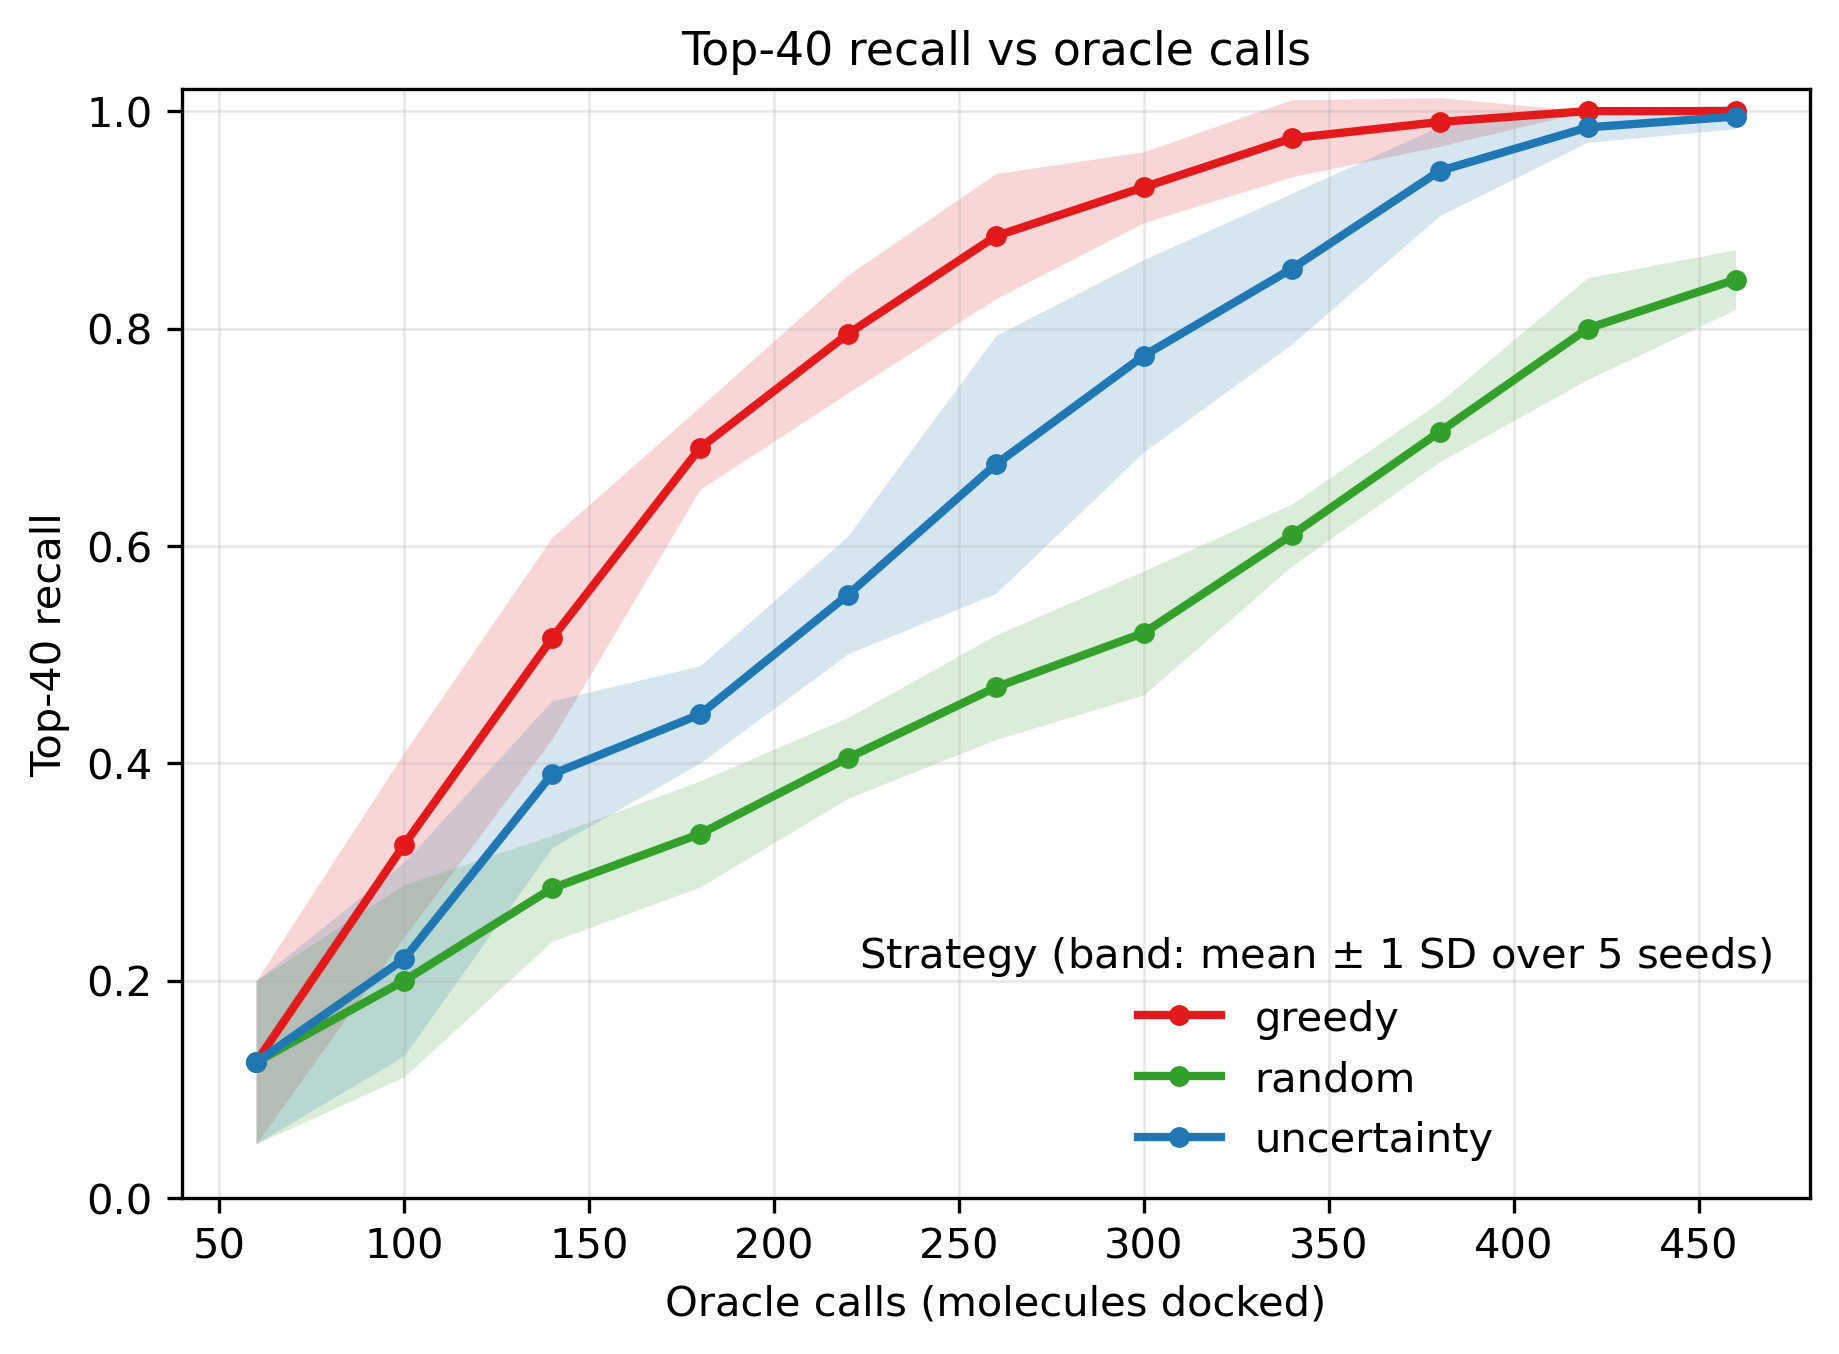 Top-40 recall vs oracle calls
1.0
0.8
0.6
0.4
0.2
0.0
Top-40 recall
Strategy (band: mean ± 1 SD over 5 seeds)
greedy
random
uncertainty
50 100 150 200 250 300 350 400 450
Oracle calls (molecules docked)